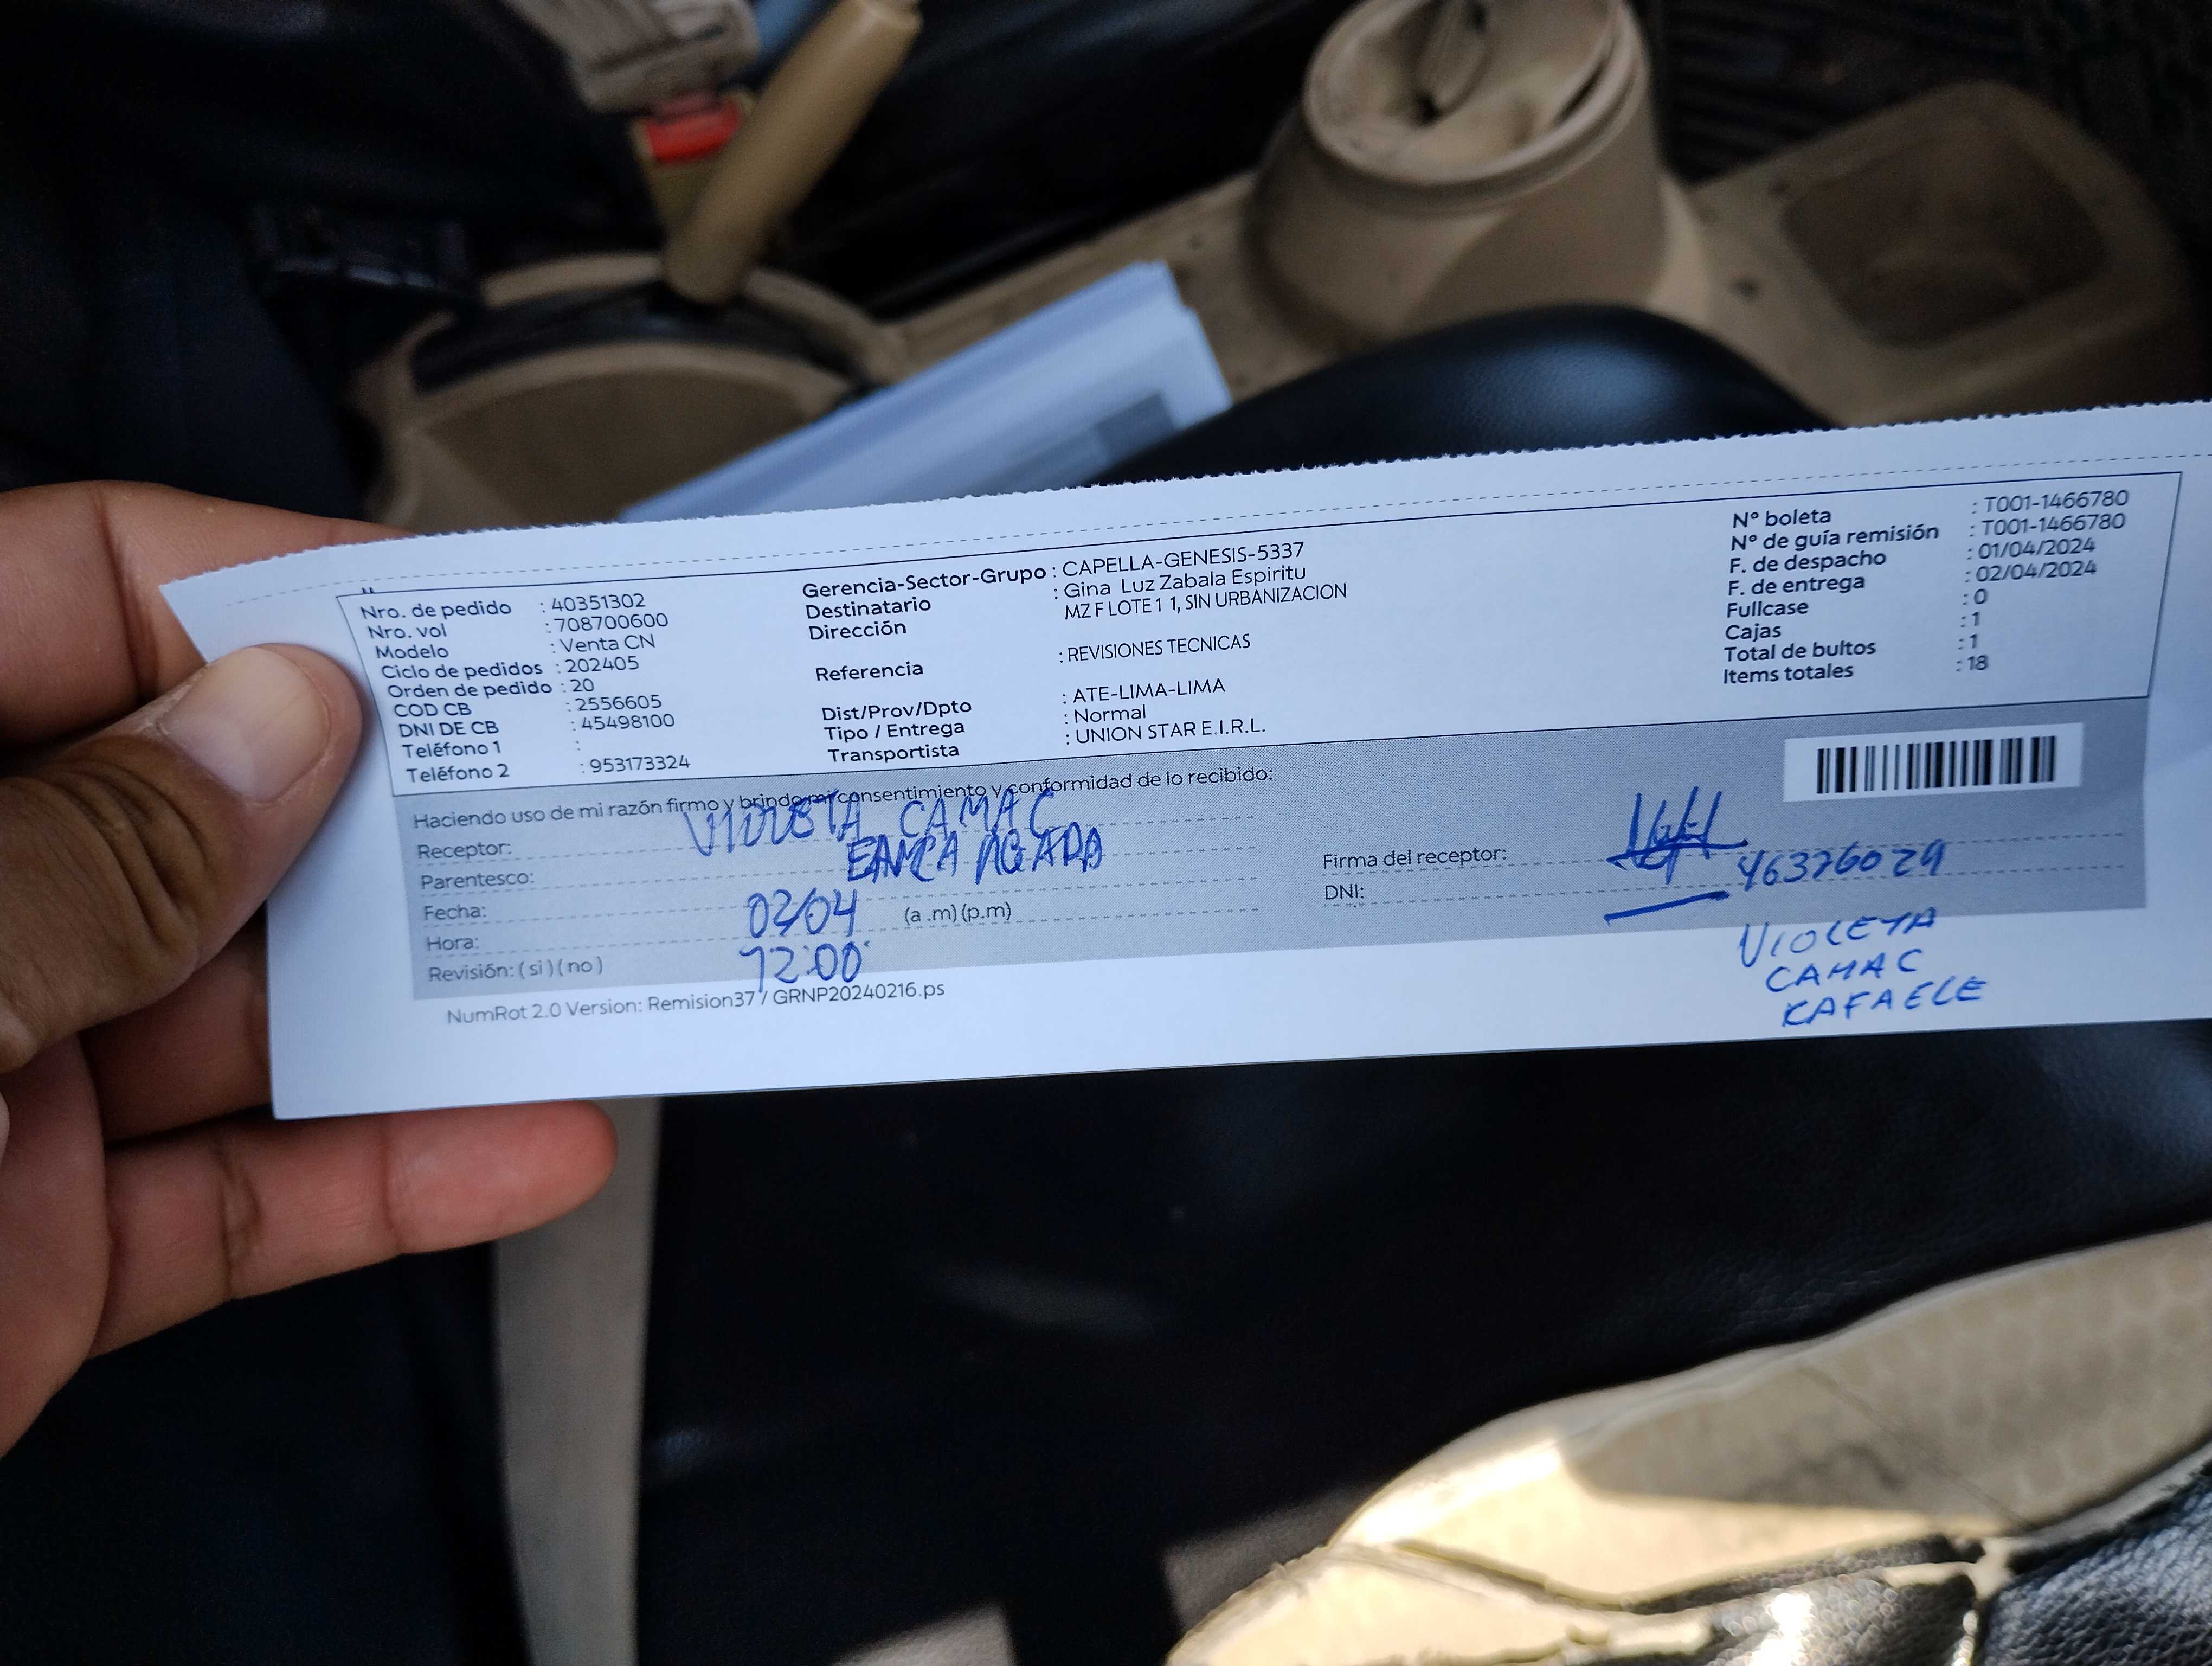 Nro. de pedido : 40351302
Nro. vol : 708700600
Modelo : Venta CN
Ciclo de pedidos : 202405
Orden de pedido : 20
COD CB : 2556605
DNI DE CB : 45498100
Teléfono 1 :
Teléfono 2 : 953173324
Gerencia-Sector-Grupo : CAPELLA-GENESIS-5337
Destinatario : Gina Luz Zabala Espiritu
Dirección MZ F LOTE 1 1, SIN URBANIZACION
Referencia : REVISIONES TECNICAS
Dist/Prov/Dpto : ATE-LIMA-LIMA
Tipo / Entrega : Normal
Transportista : UNION STAR E.I.R.L.
Nº boleta : T001-1466780
Nº de guía remisión : T001-1466780
F. de despacho : 01/04/2024
F. de entrega : 02/04/2024
Fullcase : 0
Cajas : 1
Total de bultos : 1
Items totales : 18
Haciendo uso de mi razón firmo y brindo mi consentimiento y conformidad de lo recibido:
Receptor: VIOLETA CAMAC
Parentesco:
Fecha: 02/04 (a .m) (p.m)
Hora: 12:00
Revisión: ( si ) ( no )
Firma del receptor:
DNI: 46376029
VIOLETA
CAMAC
RAFAELE
NumRot 2.0 Version: Remision37 / GRNP20240216.ps